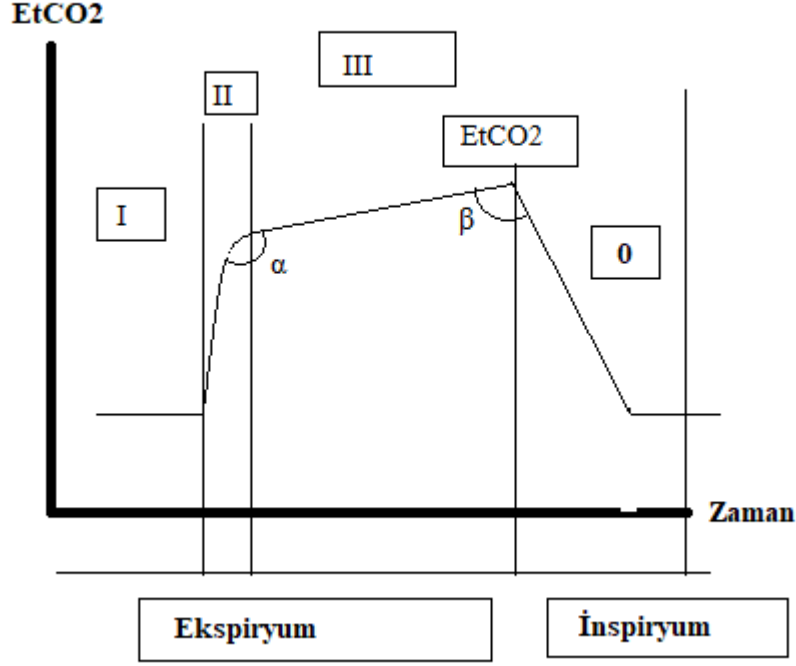 EtCO2
III
II
EtCO2
I
β
0
α
Zaman
Ekspiryum
İnspiryum